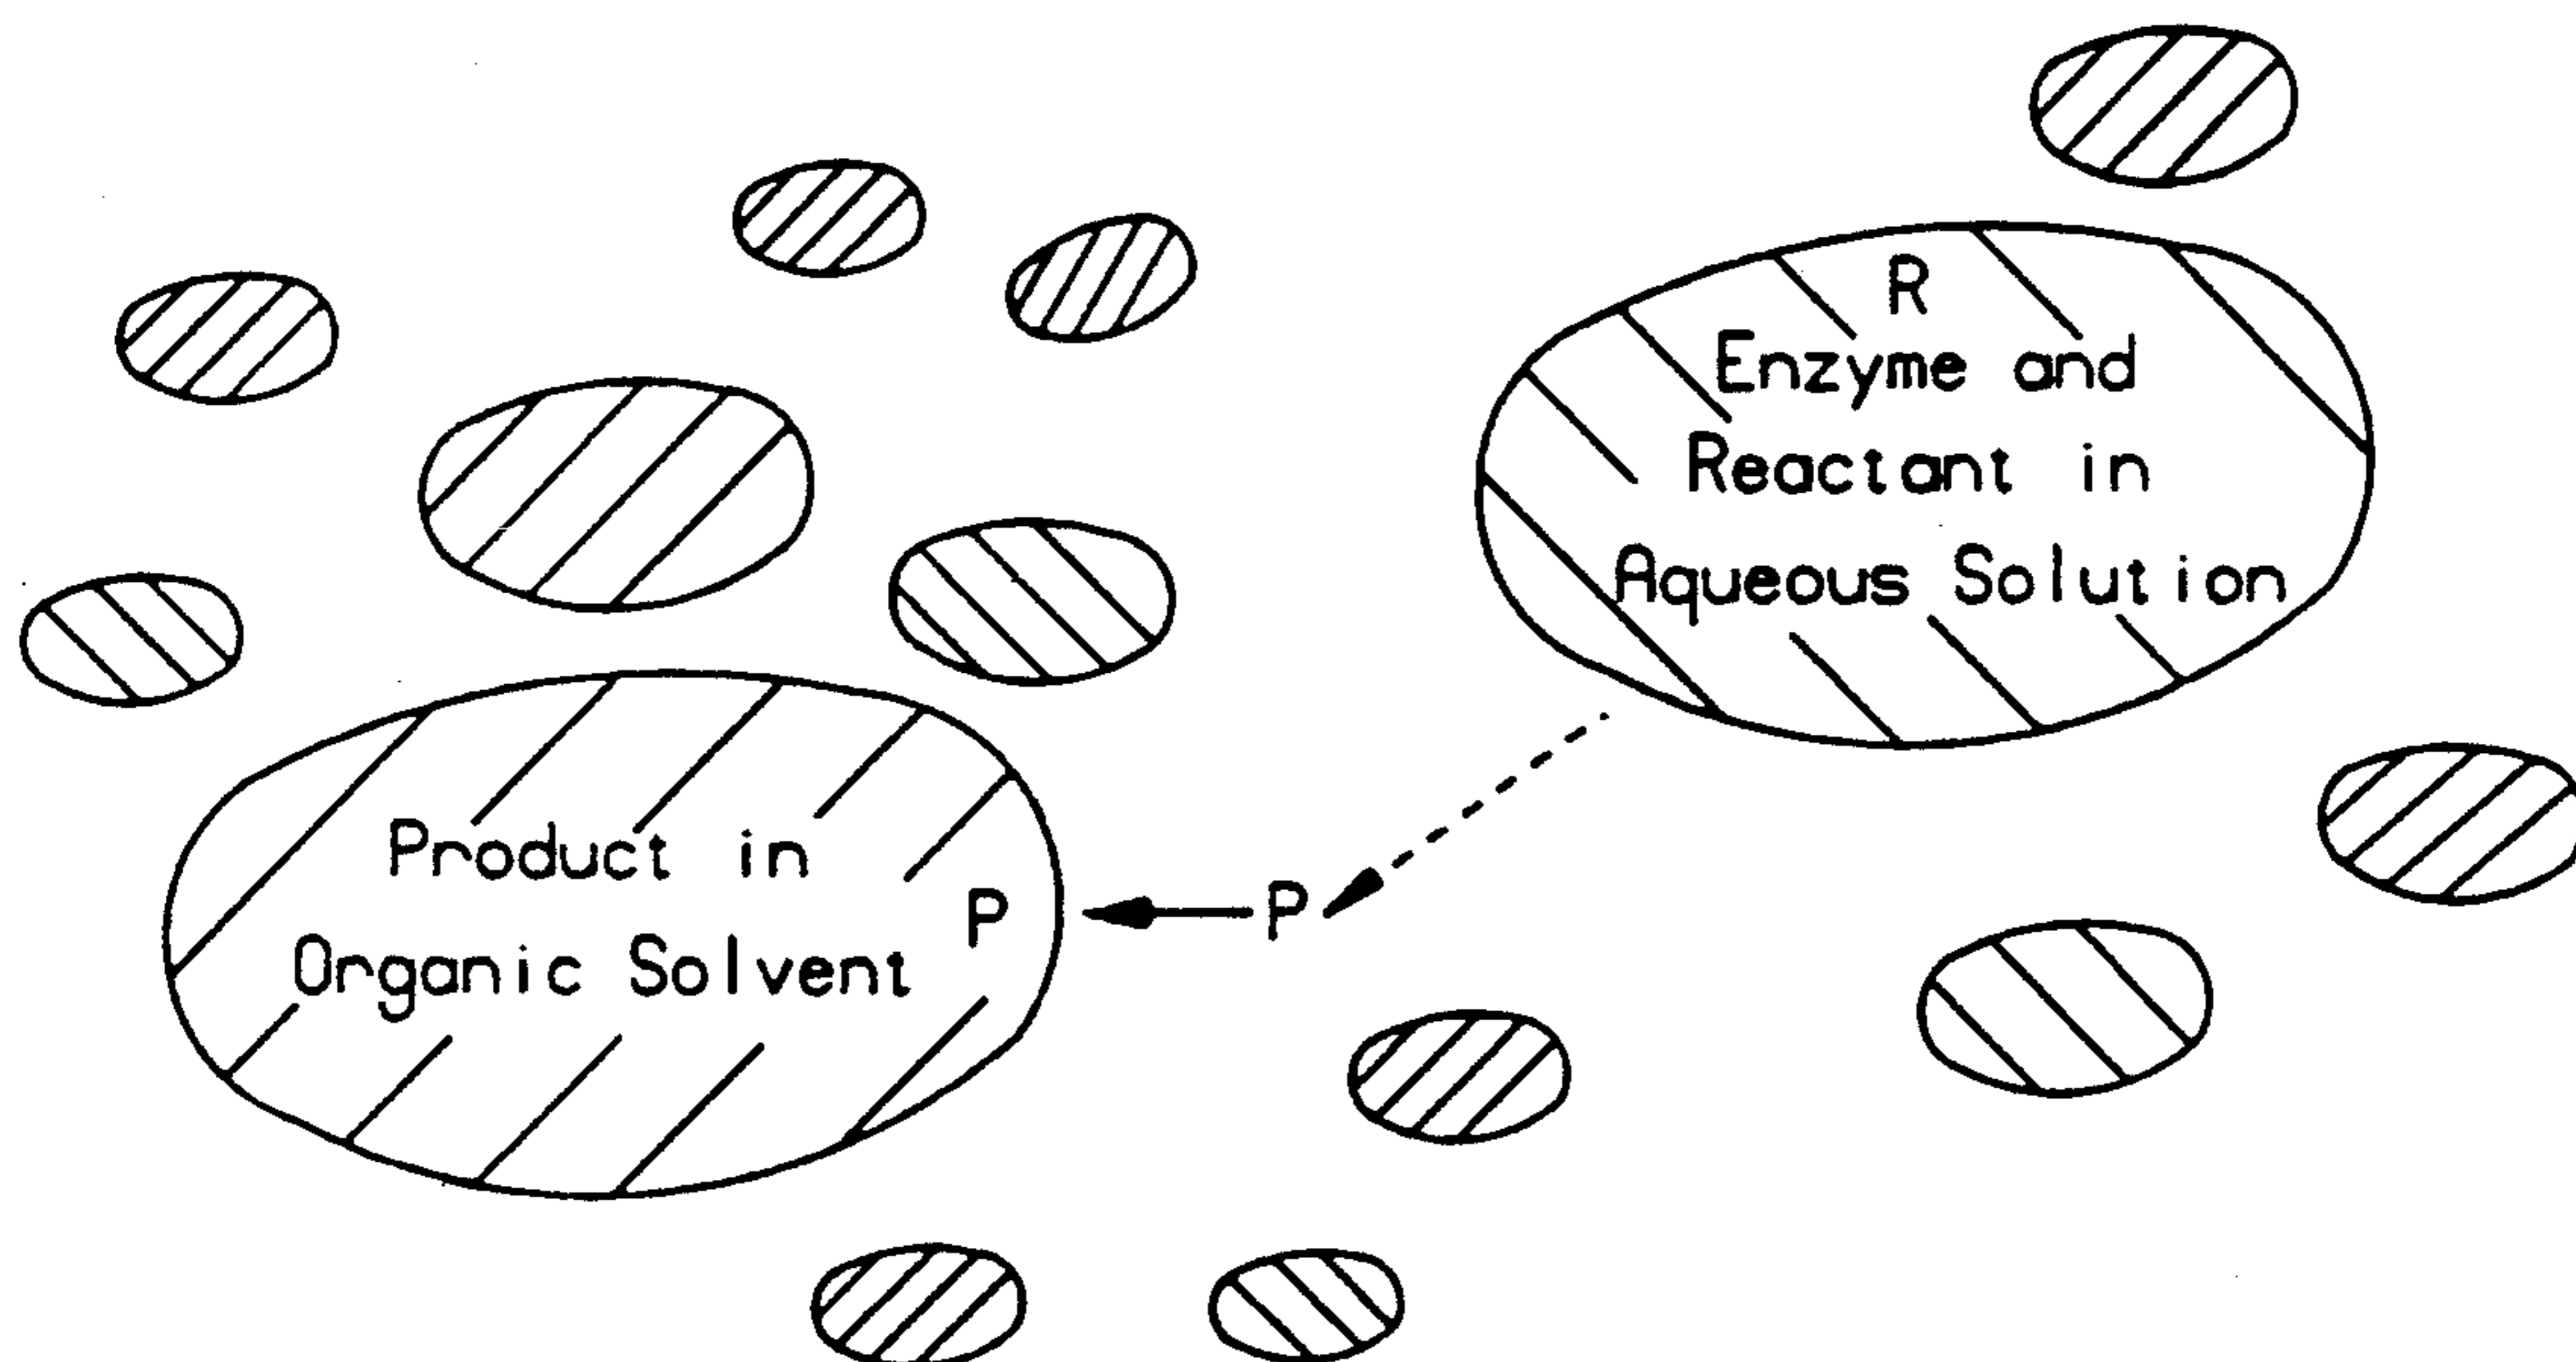 R
Enzyme and
Reactant in
Aqueous Solution
Product in
P
Organic Solvent
P